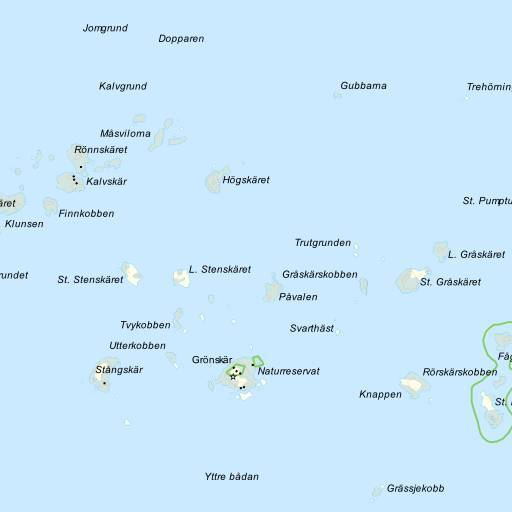 Jomgrund
Dopparen
Kalvgrund
Gubbarna
Trehörnin
Måsvilorna
Rönnskäret
Kalvskär
Högskäret
äret
Finnkobben
St. Pumptu
Klunsen
Trutgrunden
L. Gråskäret
rundet
St. Stenskäret
L. Stenskäret
Gråskärskobben
St. Gråskäret
Påvalen
Tvykobben
Svarthäst
Utterkobben
Grönskär
Fåg
Stångskär
Naturreservat
Rörskärskobben
Knappen
St.
Yttre bådan
Grässjekobb